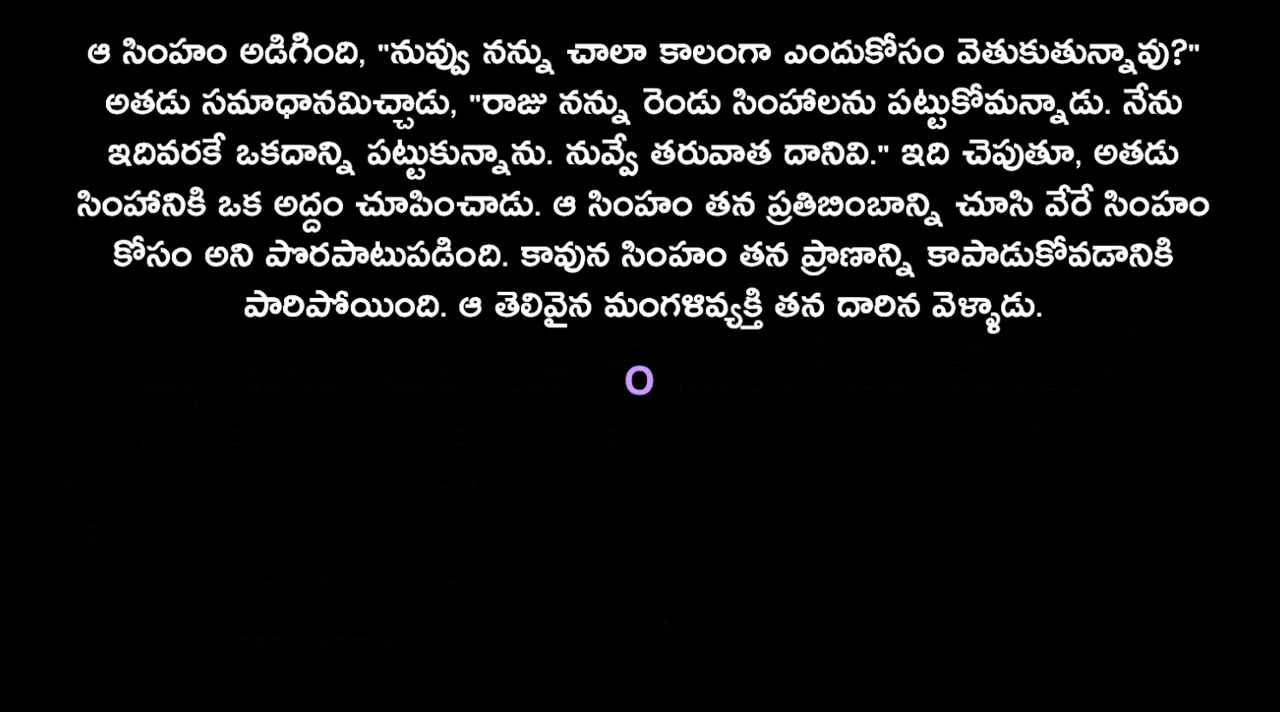 ఆ సింహం అడిగింది, "నువ్వు నన్ను చాలా కాలంగా ఎందుకోసం వెతుకుతున్నావు?"
అతడు సమాధానమిచ్చాడు, "రాజు నన్ను రెండు సింహాలను పట్టుకోమన్నాడు. నేను
ఇదివరకే ఒకదాన్ని పట్టుకున్నాను. నువ్వే తరువాత దానివి." ఇది చెపుతూ, అతడు
సింహానికి ఒక అద్దం చూపించాడు. ఆ సింహం తన ప్రతిబింబాన్ని చూసి వేరే సింహం
కోసం అని పొరపాటుపడింది. కావున సింహం తన ప్రాణాన్ని కాపాడుకోవడానికి
పారిపోయింది. ఆ తెలివైన మంగళివ్యక్తి తన దారిన వెళ్ళాడు.
O